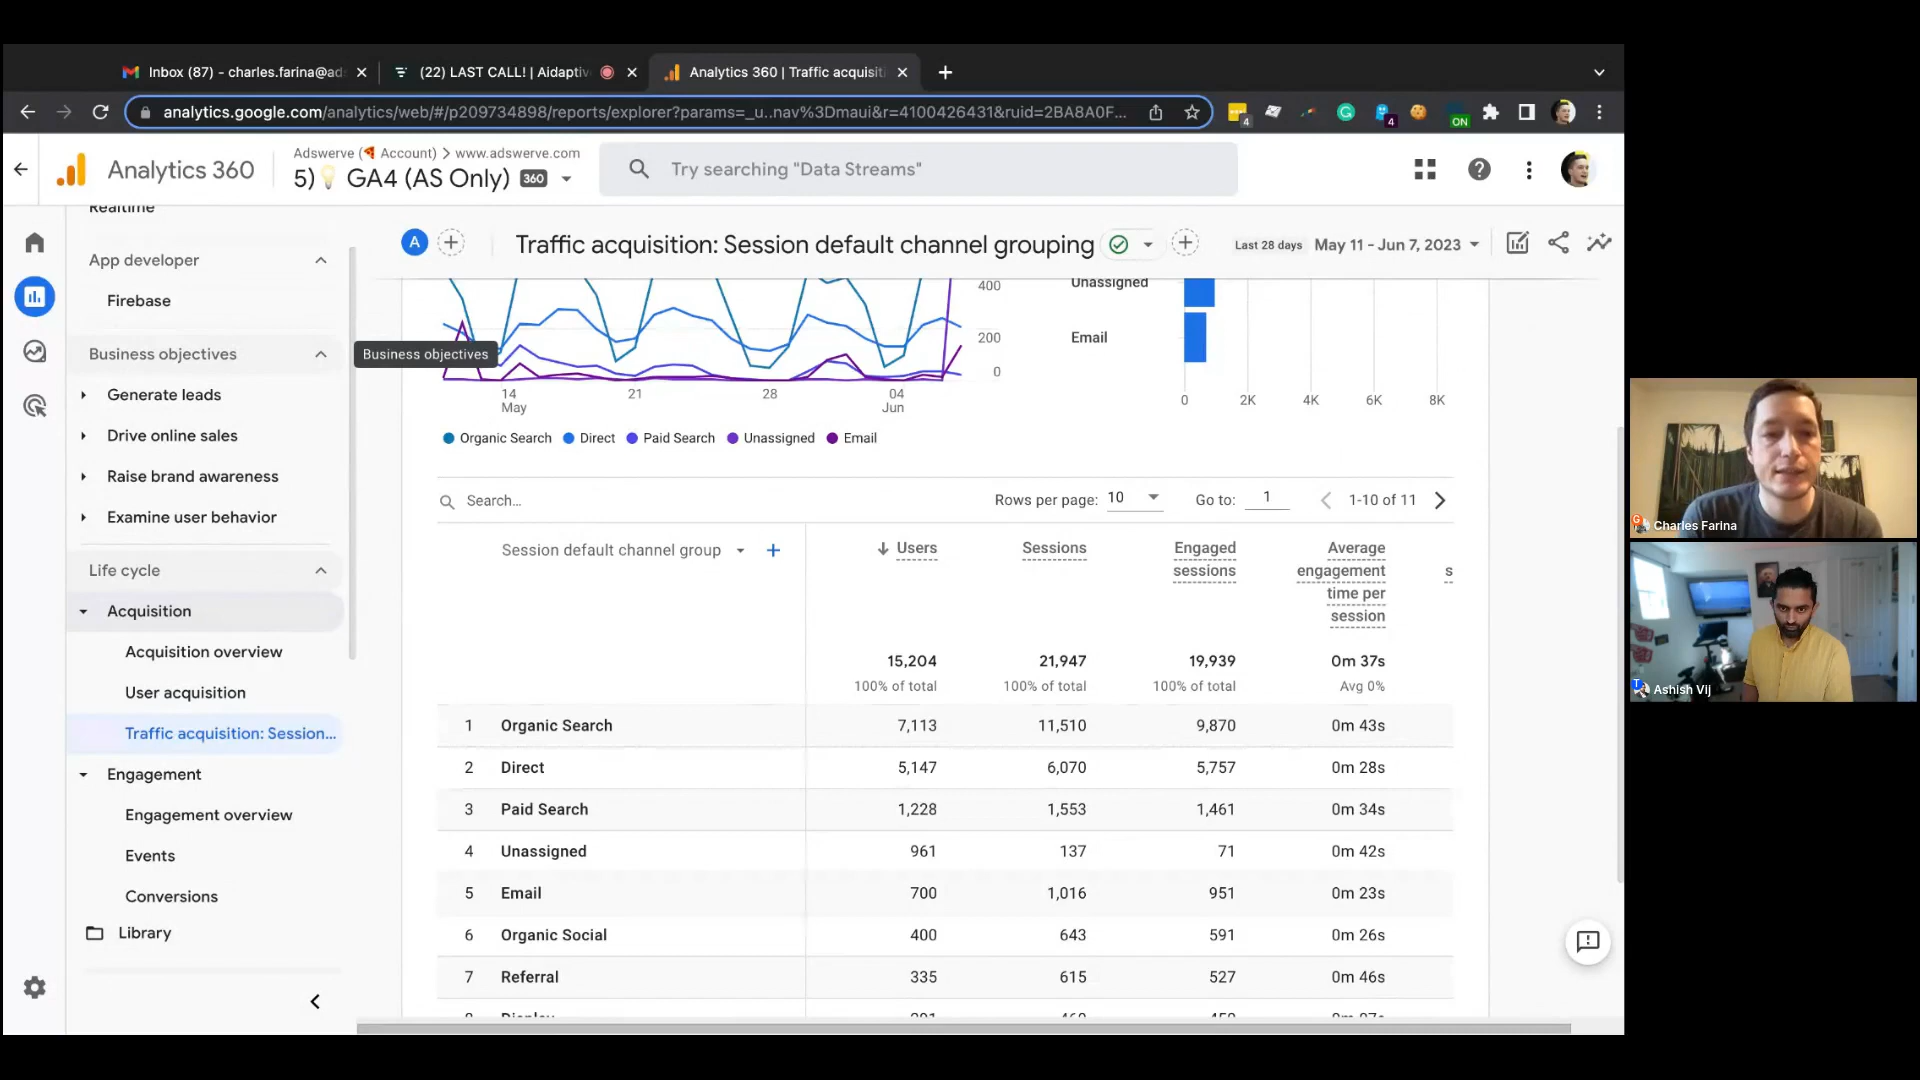 Inbox (87) - charles.farina@ad
(22) LAST CALL! | Aidaptiv
Analytics 360 | Traffic acquisiti
analytics.google.com/analytics/web/#/p209734898/reports/explorer?params=_u..nav%3Dmaui&r=4100426431&ruid=2BA8A0F...
4
4
ON
Analytics 360
Adswerve (🍕 Account) > www.adswerve.com
5)💡 GA4 (AS Only) 360
Try searching "Data Streams"
Realtime
App developer
Firebase
Business objectives
Business objectives
Generate leads
Drive online sales
Raise brand awareness
Examine user behavior
Life cycle
Acquisition
Acquisition overview
User acquisition
Traffic acquisition: Session...
Engagement
Engagement overview
Events
Conversions
Library
A
Traffic acquisition: Session default channel grouping
Last 28 days May 11 - Jun 7, 2023
400
200
0
14
May
21
28
04
Jun
Organic Search Direct Paid Search Unassigned Email
Unassigned
Email
0 2K 4K 6K 8K
Search...
Rows per page: 10 Go to: 1 1-10 of 11
Session default channel group
Users
Sessions
Engaged
sessions
Average
engagement
time per
session
s
15,204 21,947 19,939 0m 37s
100% of total 100% of total 100% of total Avg 0%
1 Organic Search 7,113 11,510 9,870 0m 43s
2 Direct 5,147 6,070 5,757 0m 28s
3 Paid Search 1,228 1,553 1,461 0m 34s
4 Unassigned 961 137 71 0m 42s
5 Email 700 1,016 951 0m 23s
6 Organic Social 400 643 591 0m 26s
7 Referral 335 615 527 0m 46s
Charles Farina
Ashish Vij